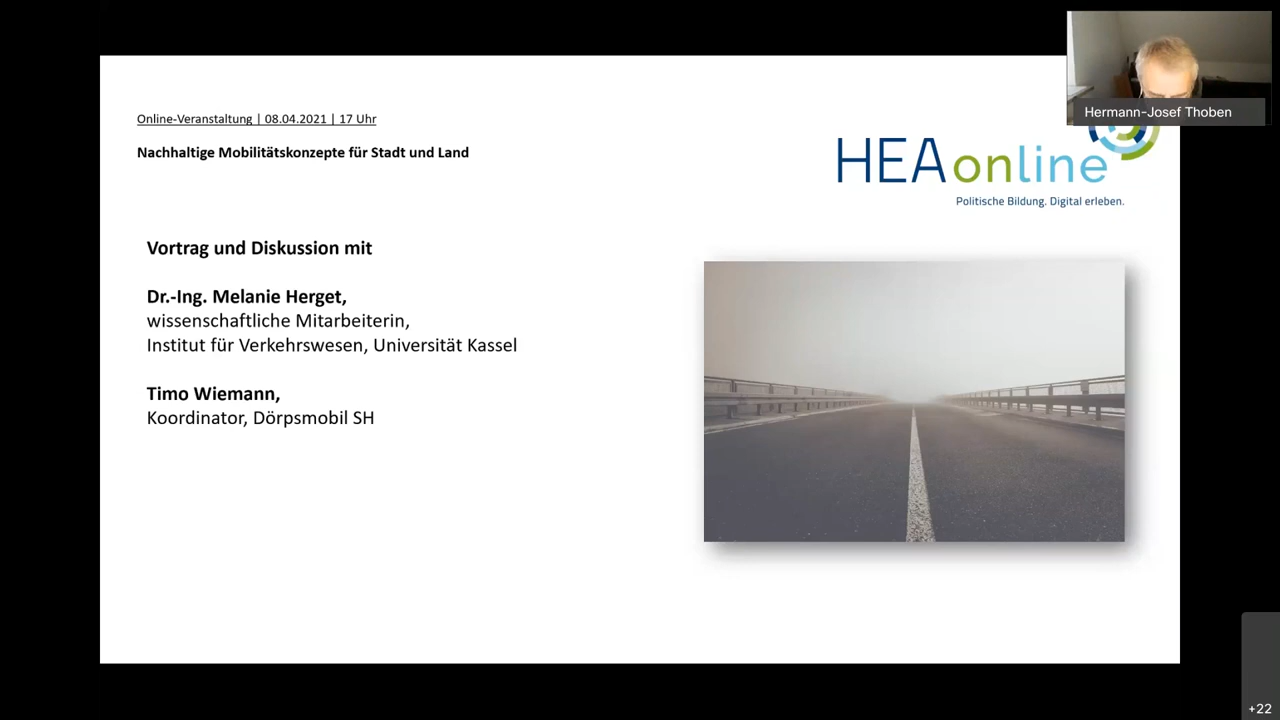 Hermann-Josef Thoben
Online-Veranstaltung | 08.04.2021 | 17 Uhr
Nachhaltige Mobilitätskonzepte für Stadt und Land
HEAonline
Politische Bildung. Digital erleben.
Vortrag und Diskussion mit
Dr.-Ing. Melanie Herget,
wissenschaftliche Mitarbeiterin,
Institut für Verkehrswesen, Universität Kassel
Timo Wiemann,
Koordinator, Dörpsmobil SH
+22